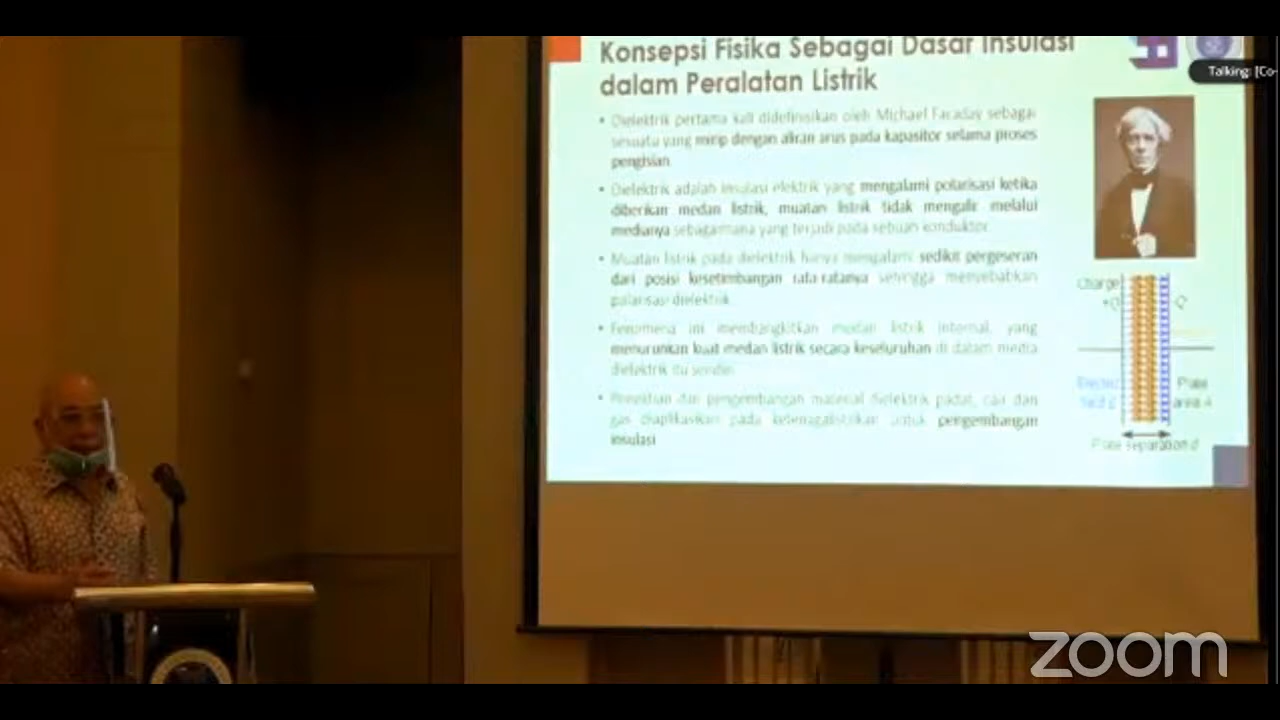 Konsepsi Fisika Sebagai Dasar Insulasi
dalam Peralatan Listrik
Talking: [Co-
• Dielektrik pertama kali didefinisikan oleh Michael Faraday sebagai
sesuatu yang mirip dengan aliran arus pada kapasitor selama proses
pengisian
• Dielektrik adalah insulasi elektrik yang mengalami polarisasi ketika
diberikan medan listrik, muatan listrik tidak mengalir melalui
medianya sebagaimana yang terjadi pada sebuah konduktor
• Muatan listrik pada dielektrik hanya mengalami sedikit pergeseran
dari posisi kesetimbangan rata-ratanya sehingga menyebabkan
polarisasi dielektrik
• Fenomena ini membangkitkan medan listrik internal, yang
menurunkan kuat medan listrik secara keseluruhan di dalam media
dielektrik itu sendiri
• Penelitian dan pengembangan material dielektrik padat, cair dan
gas diaplikasikan pada ketenagalistrikan untuk pengembangan
insulasi
Charge
+Q
Q
Electric
field E
Plate
area A
Plate separation d
zoom